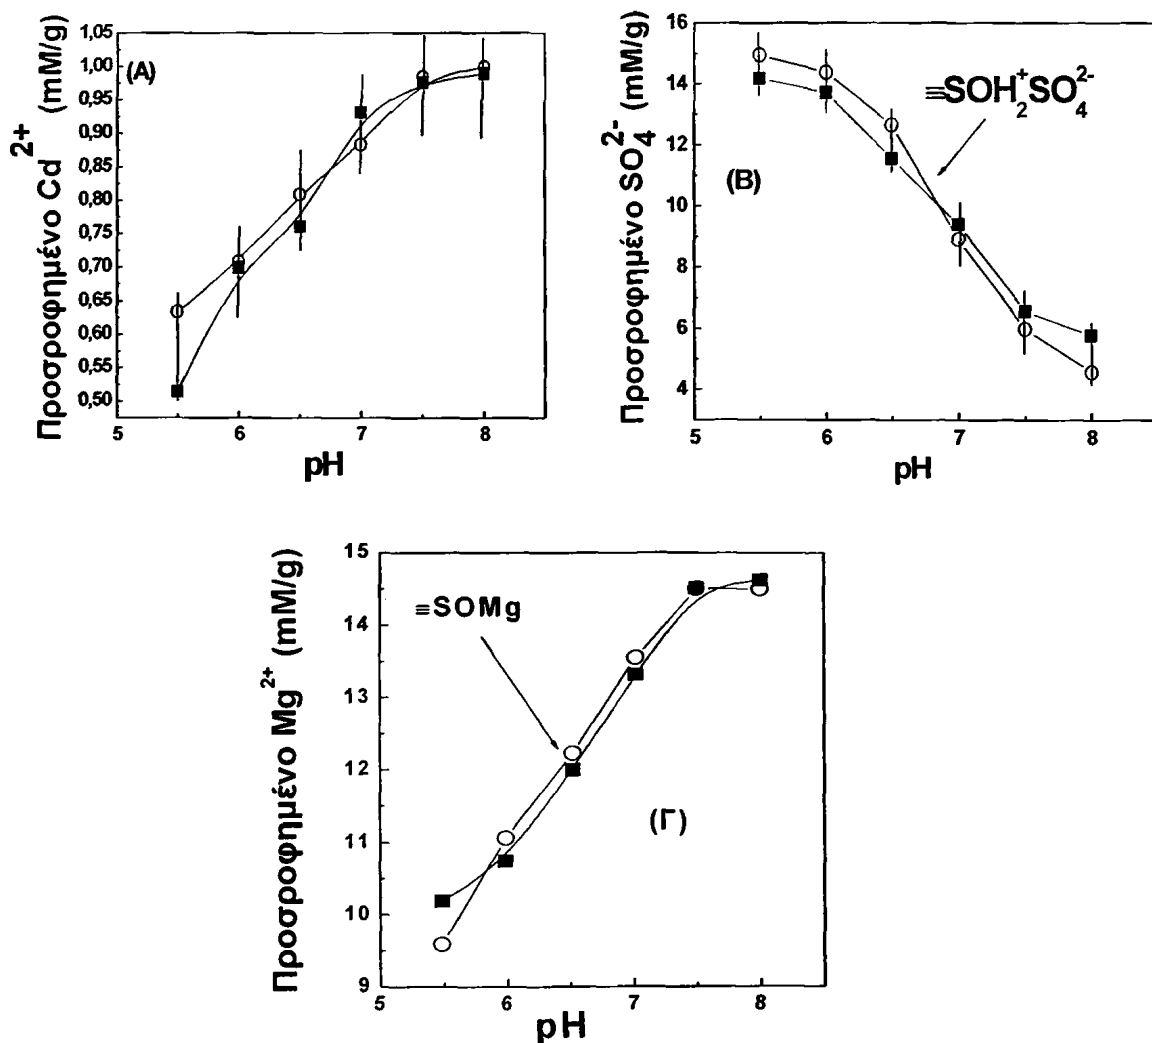 Προσροφημένο Cd2+ (mM/g)
1,05
1,00
0,95
0,90
0,85
0,80
0,75
0,70
0,65
0,60
0,55
0,50
(Α)
5 6 7 8
pH
Προσροφημένο SO42- (mM/g)
16
14
12
10
8
6
4
≡SOH2+SO42-
(Β)
5 6 7 8
pH
Προσροφημένο Mg2+ (mM/g)
15
14
13
12
11
10
9
≡SOMg
(Γ)
5 6 7 8
pH